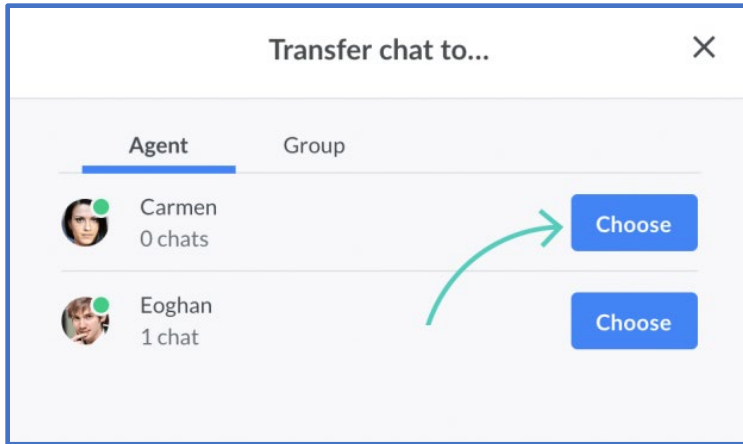 Transfer chat to...
Agent Group
Carmen
0 chats
Choose
Eoghan
1 chat
Choose